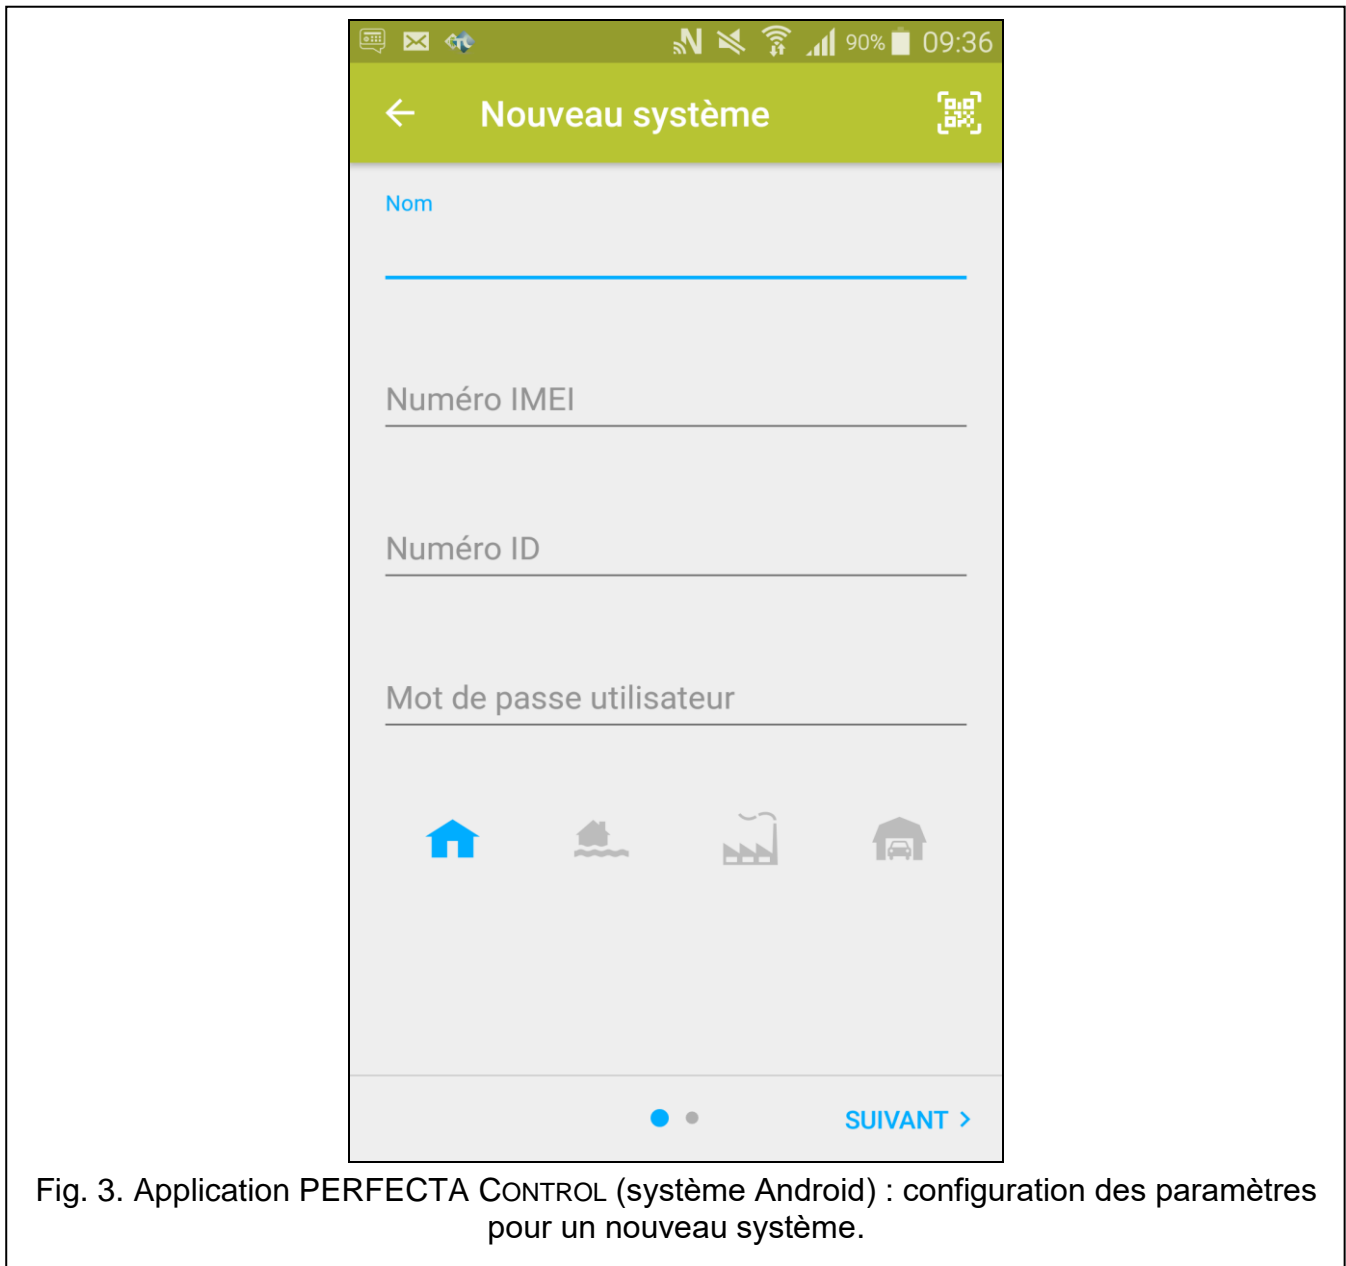 90% 09:36
Nouveau système
Nom
Numéro IMEI
Numéro ID
Mot de passe utilisateur
SUIVANT >
Fig. 3. Application PERFECTA CONTROL (système Android) : configuration des paramètres
pour un nouveau système.